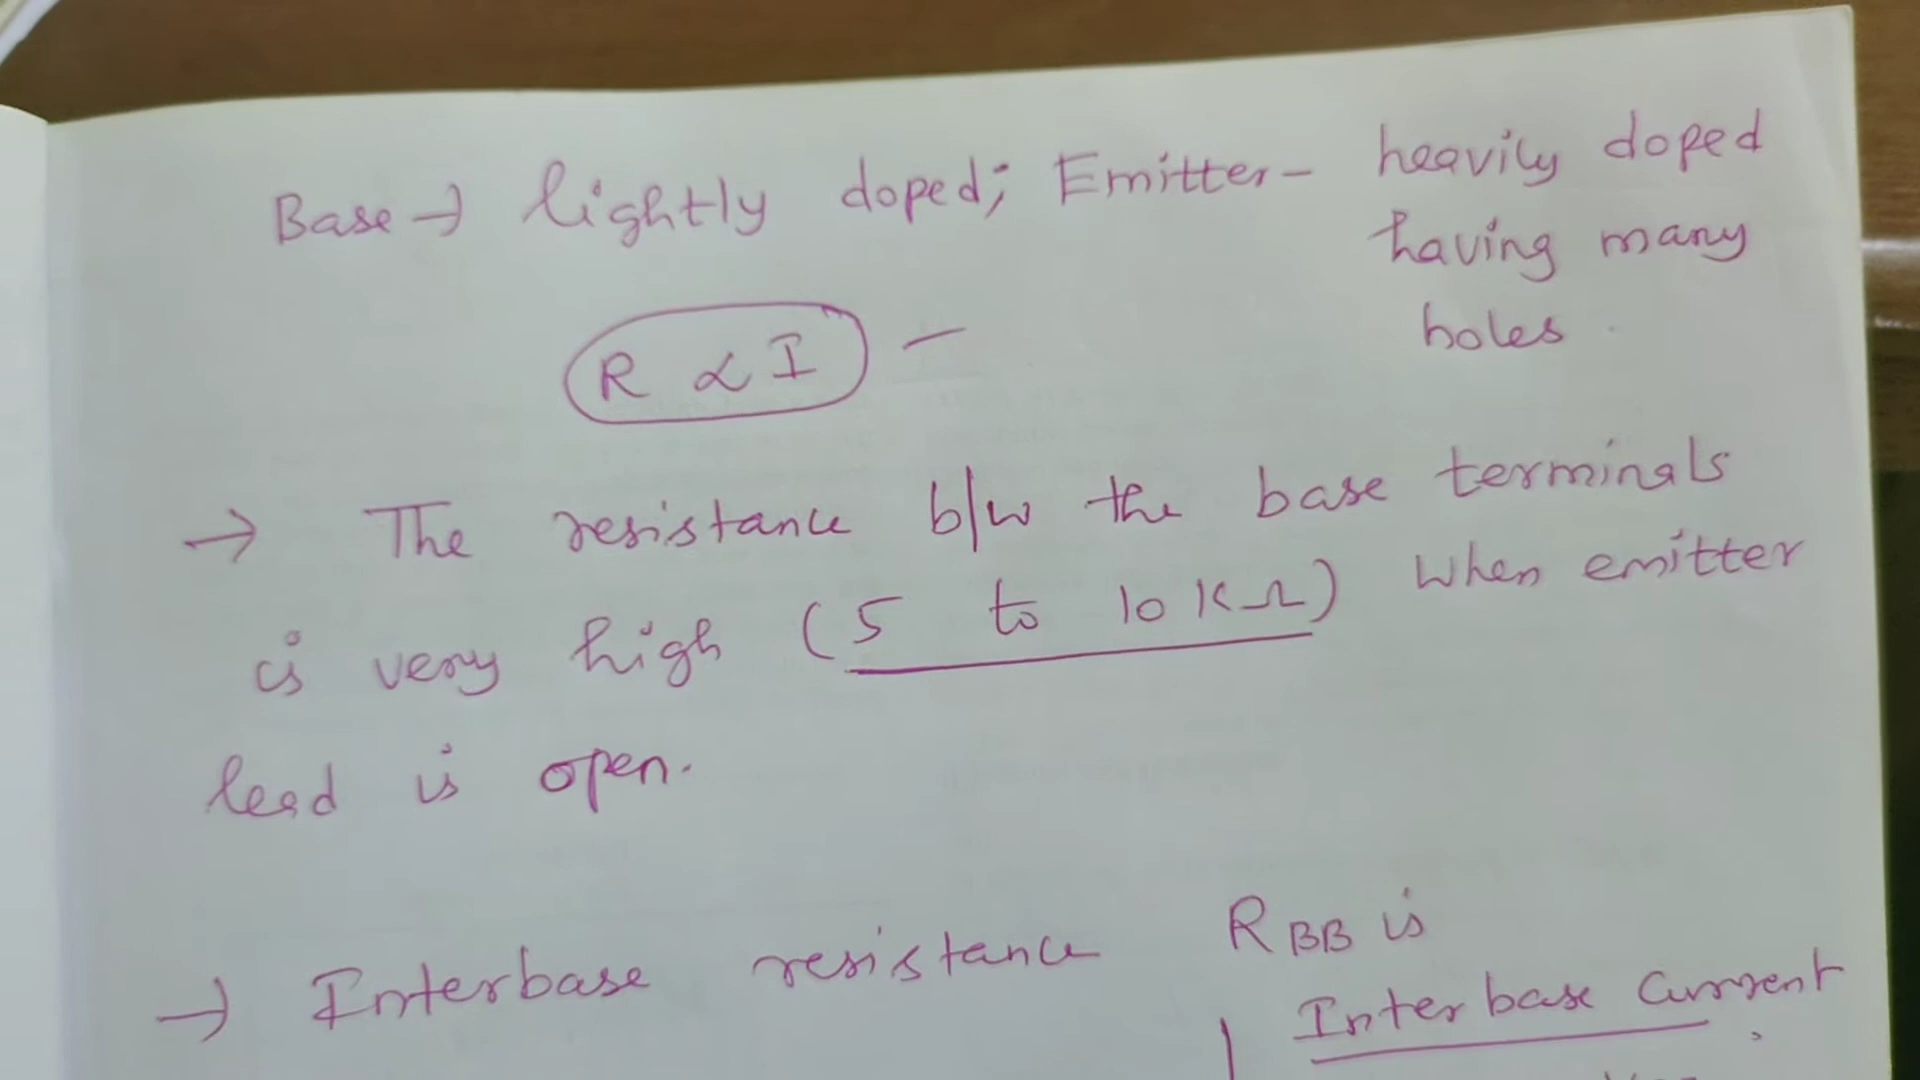 Base → lightly doped; Emitter - heavily doped
having many
holes
R ∝ I -
→ The resistance b/w the base terminals
is very high (5 to 10 KΩ) when emitter
lead is open.
→ Interbase resistance RBB is
Interbase Current